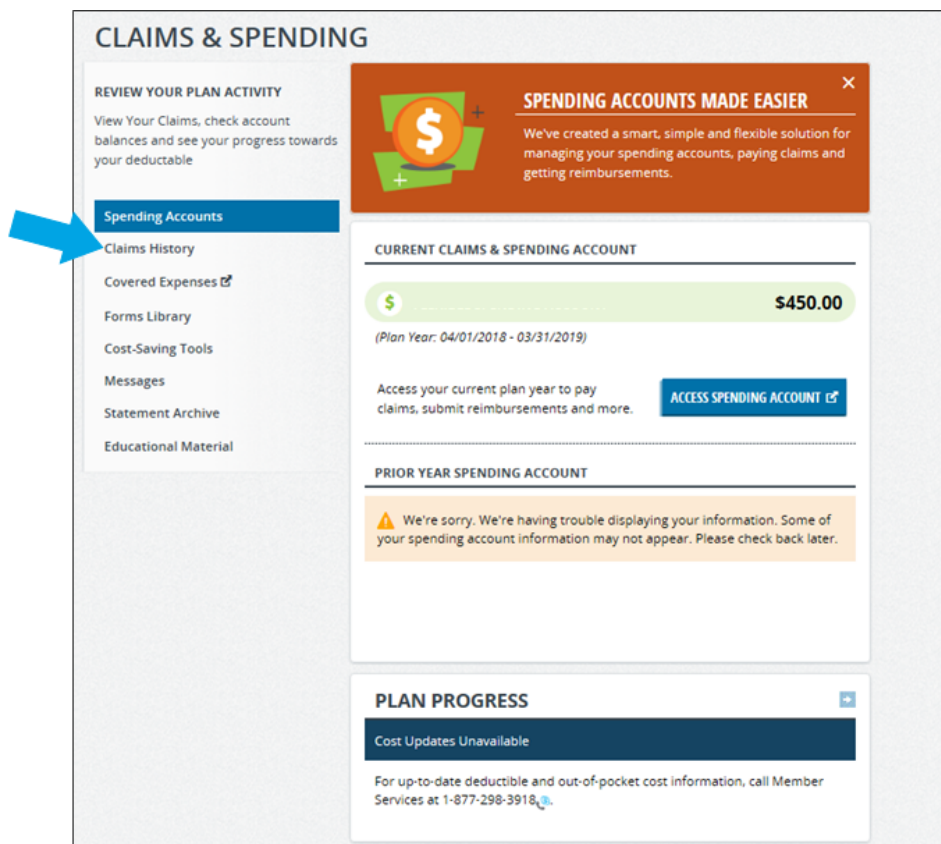 CLAIMS & SPENDING
REVIEW YOUR PLAN ACTIVITY
View Your Claims, check account
balances and see your progress towards
your deductable
Spending Accounts
Claims History
Covered Expenses
Forms Library
Cost-Saving Tools
Messages
Statement Archive
Educational Material
SPENDING ACCOUNTS MADE EASIER
We've created a smart, simple and flexible solution for
managing your spending accounts, paying claims and
getting reimbursements.
CURRENT CLAIMS & SPENDING ACCOUNT
$ $450.00
(Plan Year: 04/01/2018 - 03/31/2019)
Access your current plan year to pay
claims, submit reimbursements and more.
ACCESS SPENDING ACCOUNT
PRIOR YEAR SPENDING ACCOUNT
We're sorry. We're having trouble displaying your information. Some of
your spending account information may not appear. Please check back later.
PLAN PROGRESS
Cost Updates Unavailable
For up-to-date deductible and out-of-pocket cost information, call Member
Services at 1-877-298-3918.